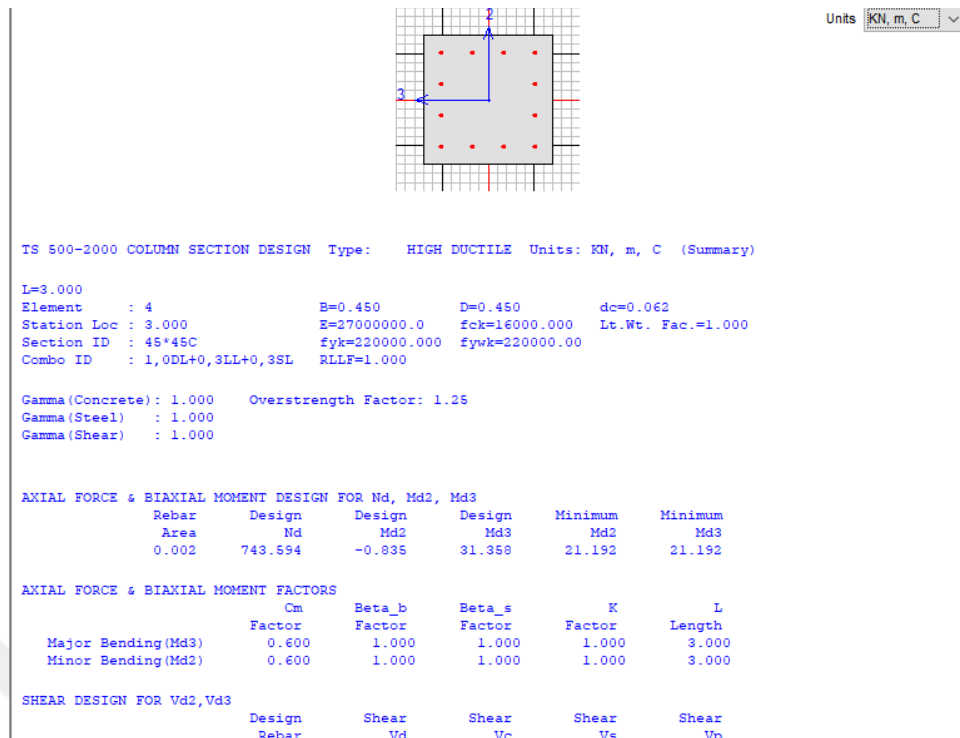 2
Units KN, m, C
3
TS 500-2000 COLUMN SECTION DESIGN Type: HIGH DUCTILE Units: KN, m, C (Summary)
L=3.000
Element : 4 B=0.450 D=0.450 dc=0.062
Station Loc : 3.000 E=27000000.0 fck=16000.000 Lt.Wt. Fac.=1.000
Section ID : 45*45C fyk=220000.000 fywk=220000.00
Combo ID : 1,0DL+0,3LL+0,3SL RLLF=1.000
Gamma(Concrete): 1.000 Overstrength Factor: 1.25
Gamma(Steel) : 1.000
Gamma(Shear) : 1.000
AXIAL FORCE & BIAXIAL MOMENT DESIGN FOR Nd, Md2, Md3
Rebar Design Design Design Minimum Minimum
Area Nd Md2 Md3 Md2 Md3
0.002 743.594 -0.835 31.358 21.192 21.192
AXIAL FORCE & BIAXIAL MOMENT FACTORS
Cm Beta_b Beta_s K L
Factor Factor Factor Factor Length
Major Bending(Md3) 0.600 1.000 1.000 1.000 3.000
Minor Bending(Md2) 0.600 1.000 1.000 1.000 3.000
SHEAR DESIGN FOR Vd2,Vd3
Design Shear Shear Shear Shear
Rebar Vd Vc Vs Vp